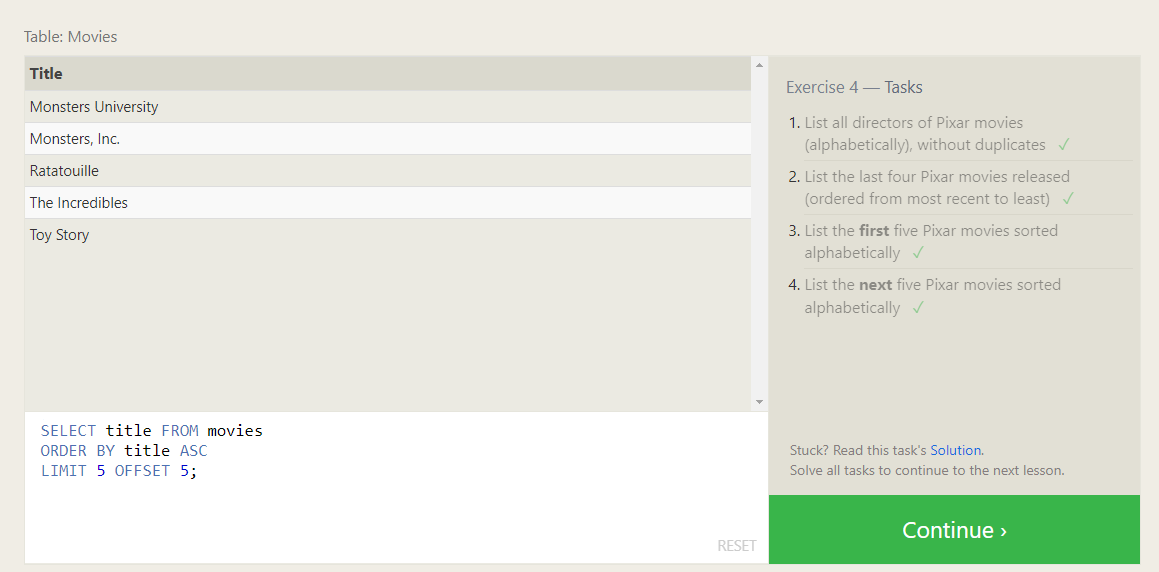 Table: Movies
Title
Monsters University
Monsters, Inc.
Ratatouille
The Incredibles
Toy Story
SELECT title FROM movies
ORDER BY title ASC
LIMIT 5 OFFSET 5;
RESET
Exercise 4 — Tasks
1. List all directors of Pixar movies
(alphabetically), without duplicates ✓
2. List the last four Pixar movies released
(ordered from most recent to least) ✓
3. List the first five Pixar movies sorted
alphabetically ✓
4. List the next five Pixar movies sorted
alphabetically ✓
Stuck? Read this task's Solution.
Solve all tasks to continue to the next lesson.
Continue ›